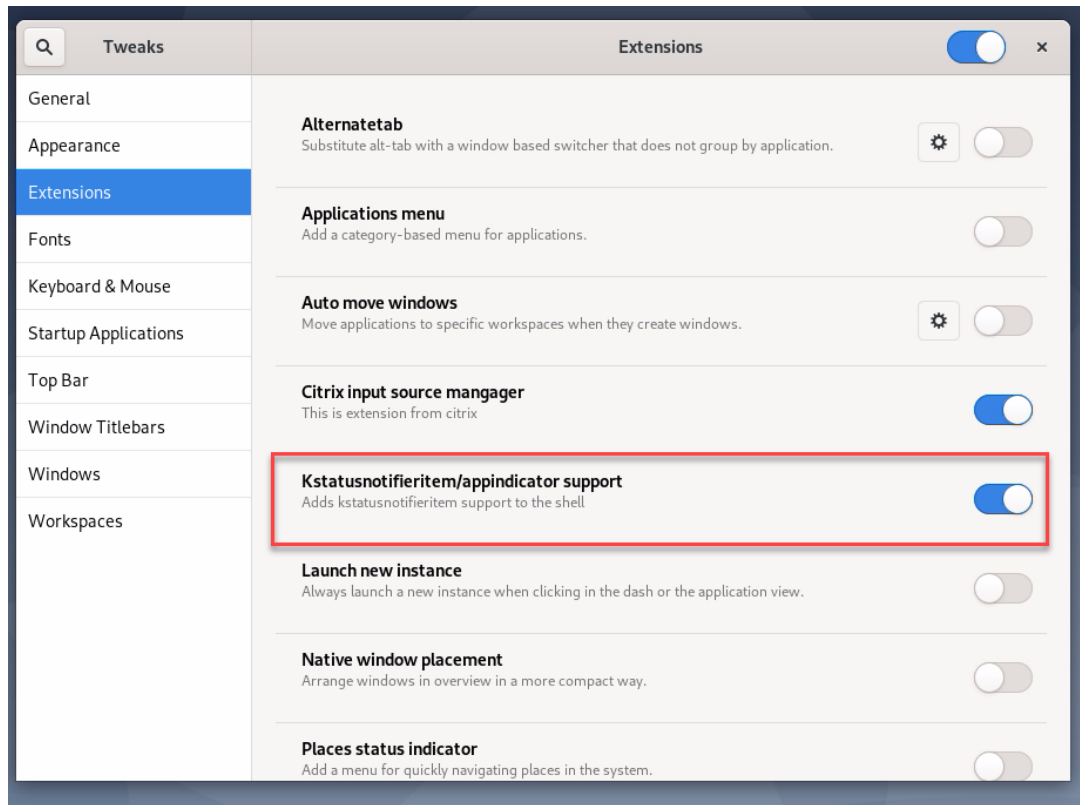 Tweaks
Extensions
General
Appearance
Extensions
Fonts
Keyboard & Mouse
Startup Applications
Top Bar
Window Titlebars
Windows
Workspaces
Alternatetab
Substitute alt-tab with a window based switcher that does not group by application.
Applications menu
Add a category-based menu for applications.
Auto move windows
Move applications to specific workspaces when they create windows.
Citrix input source mangager
This is extension from citrix
Kstatusnotifieritem/appindicator support
Adds kstatusnotifieritem support to the shell
Launch new instance
Always launch a new instance when clicking in the dash or the application view.
Native window placement
Arrange windows in overview in a more compact way.
Places status indicator
Add a menu for quickly navigating places in the system.